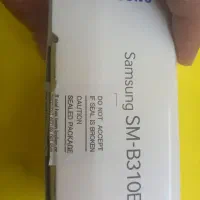 Samsung SM-B310E
DO NOT ACCEPT
IF SEAL IS BROKEN
CAUTION
SEALED PACKAGE